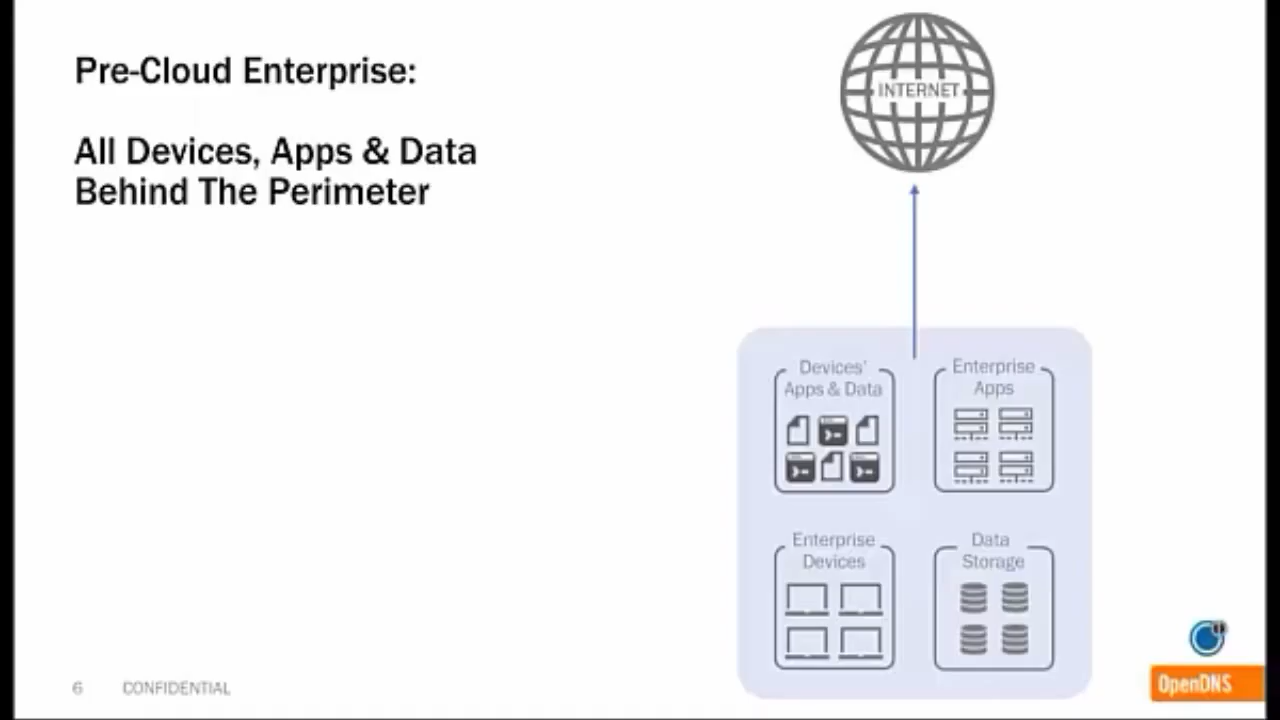 Pre-Cloud Enterprise:
All Devices, Apps & Data
Behind The Perimeter
INTERNET
Devices'
Apps & Data
Enterprise
Apps
Enterprise
Devices
Data
Storage
6 CONFIDENTIAL
OpenDNS